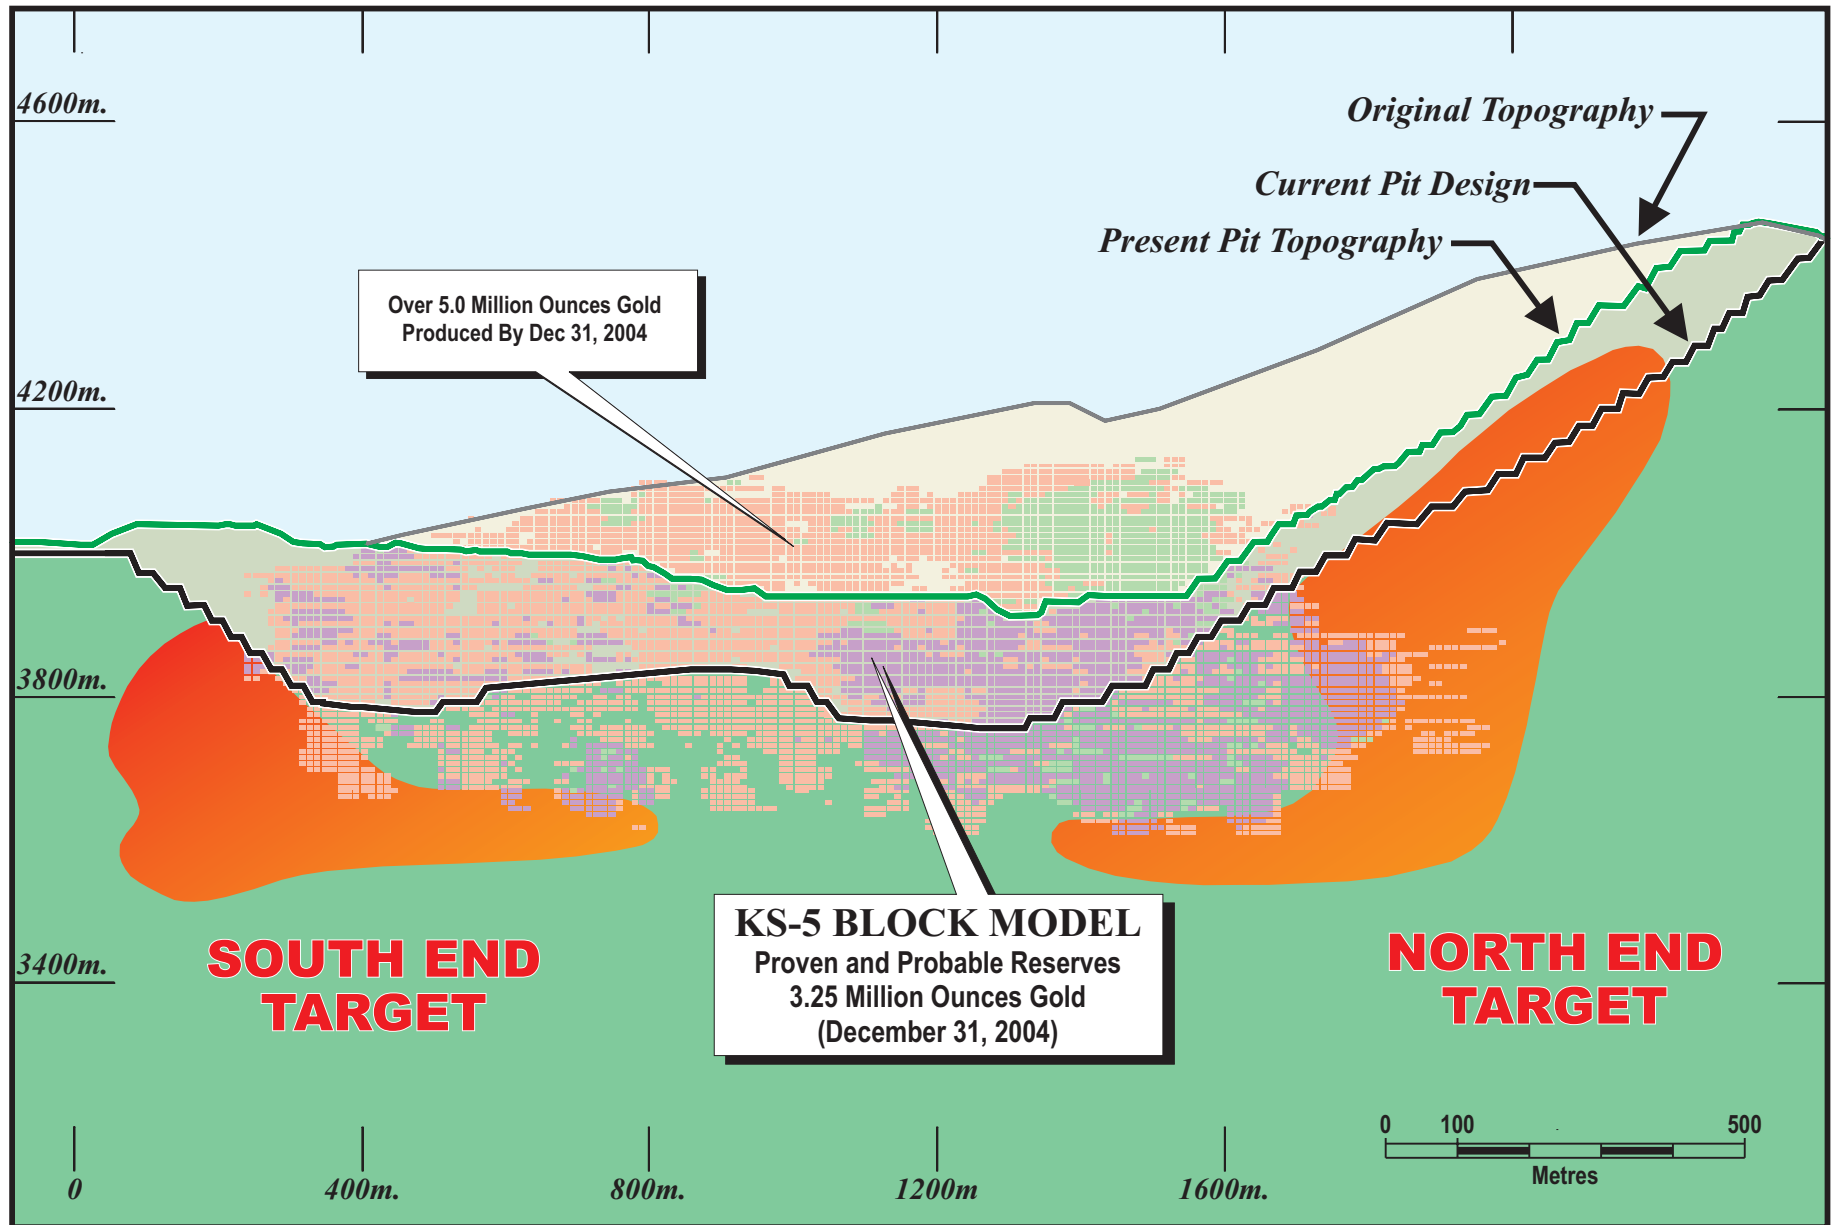 4600m.
Original Topography
Current Pit Design
Present Pit Topography
Over 5.0 Million Ounces Gold
Produced By Dec 31, 2004
4200m.
3800m.
KS-5 BLOCK MODEL
Proven and Probable Reserves
3.25 Million Ounces Gold
(December 31, 2004)
SOUTH END
TARGET
NORTH END
TARGET
3400m.
0 100 500
Metres
0 400m. 800m. 1200m 1600m.